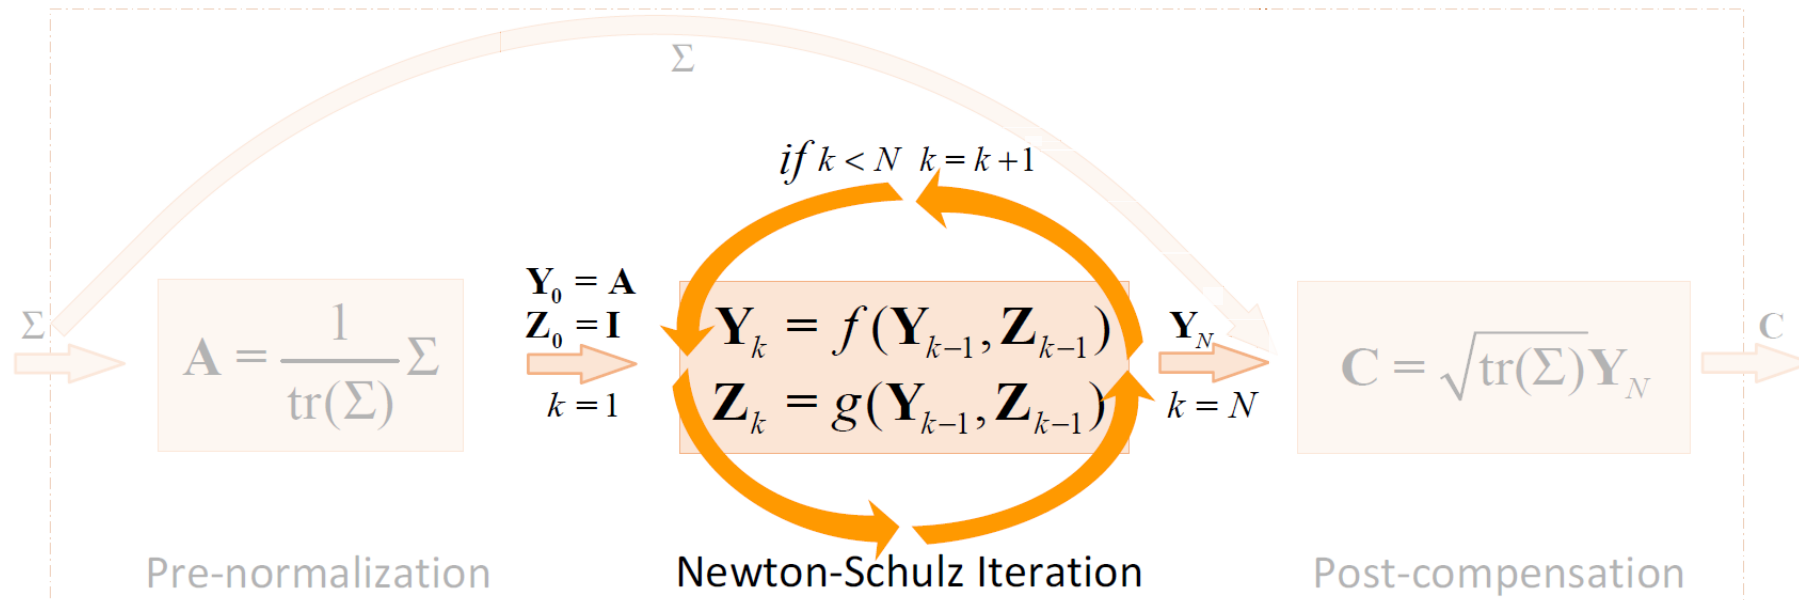 Σ
if k < N k = k +1
Σ
A = 1/tr(Σ) Σ
Y₀ = A
Z₀ = I
k = 1
Yₖ = f(Yₖ₋₁, Zₖ₋₁)
Zₖ = g(Yₖ₋₁, Zₖ₋₁)
Y_N
k = N
C = √tr(Σ) Y_N
C
Pre-normalization
Newton-Schulz Iteration
Post-compensation